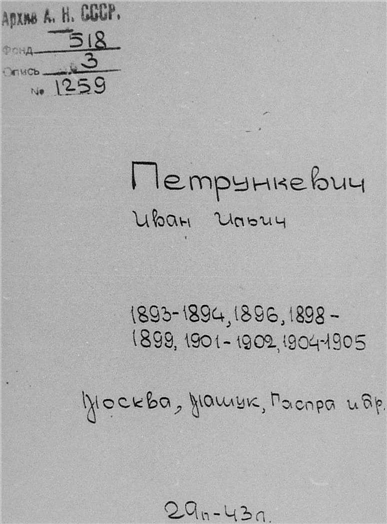 Архив А. Н. СССР.
Фонд 518
Опись 3
№ 1259
Петрункевич
Иван Ильич
1893-1894, 1896, 1898-
1899, 1901-1902, 1904-1905
Москва, Машук, Гаспра и др.
29п-43л.